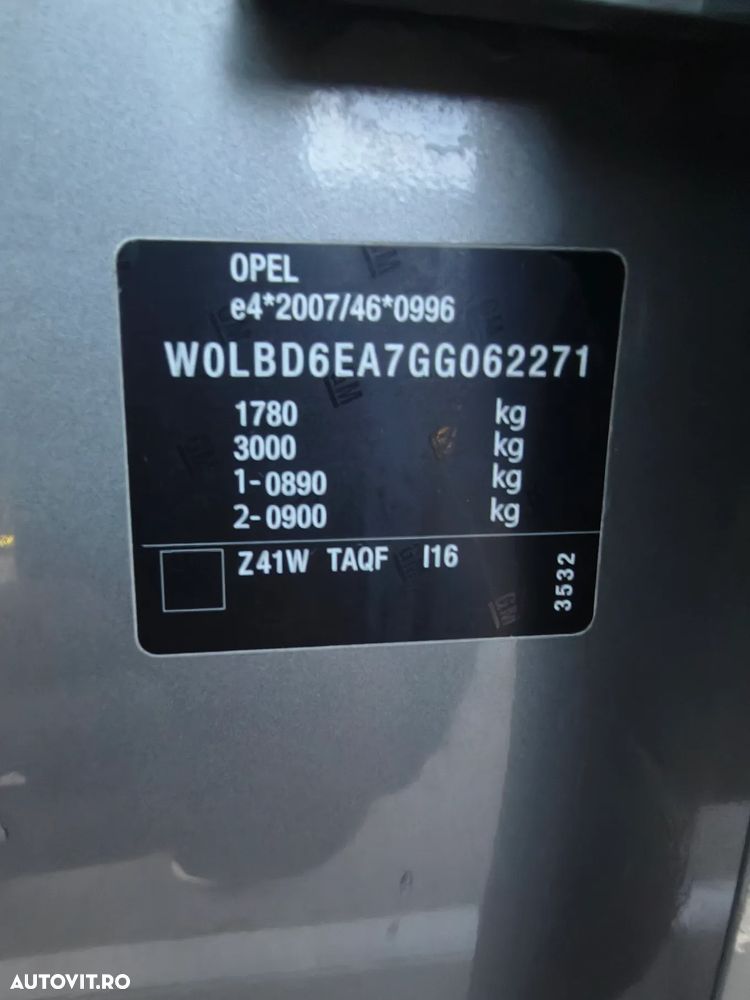 OPEL
e4*2007/46*0996
W0LBD6EA7GG062271
1780 kg
3000 kg
1-0890 kg
2-0900 kg
Z41W TAQF I16
3532
AUTOVIT.RO